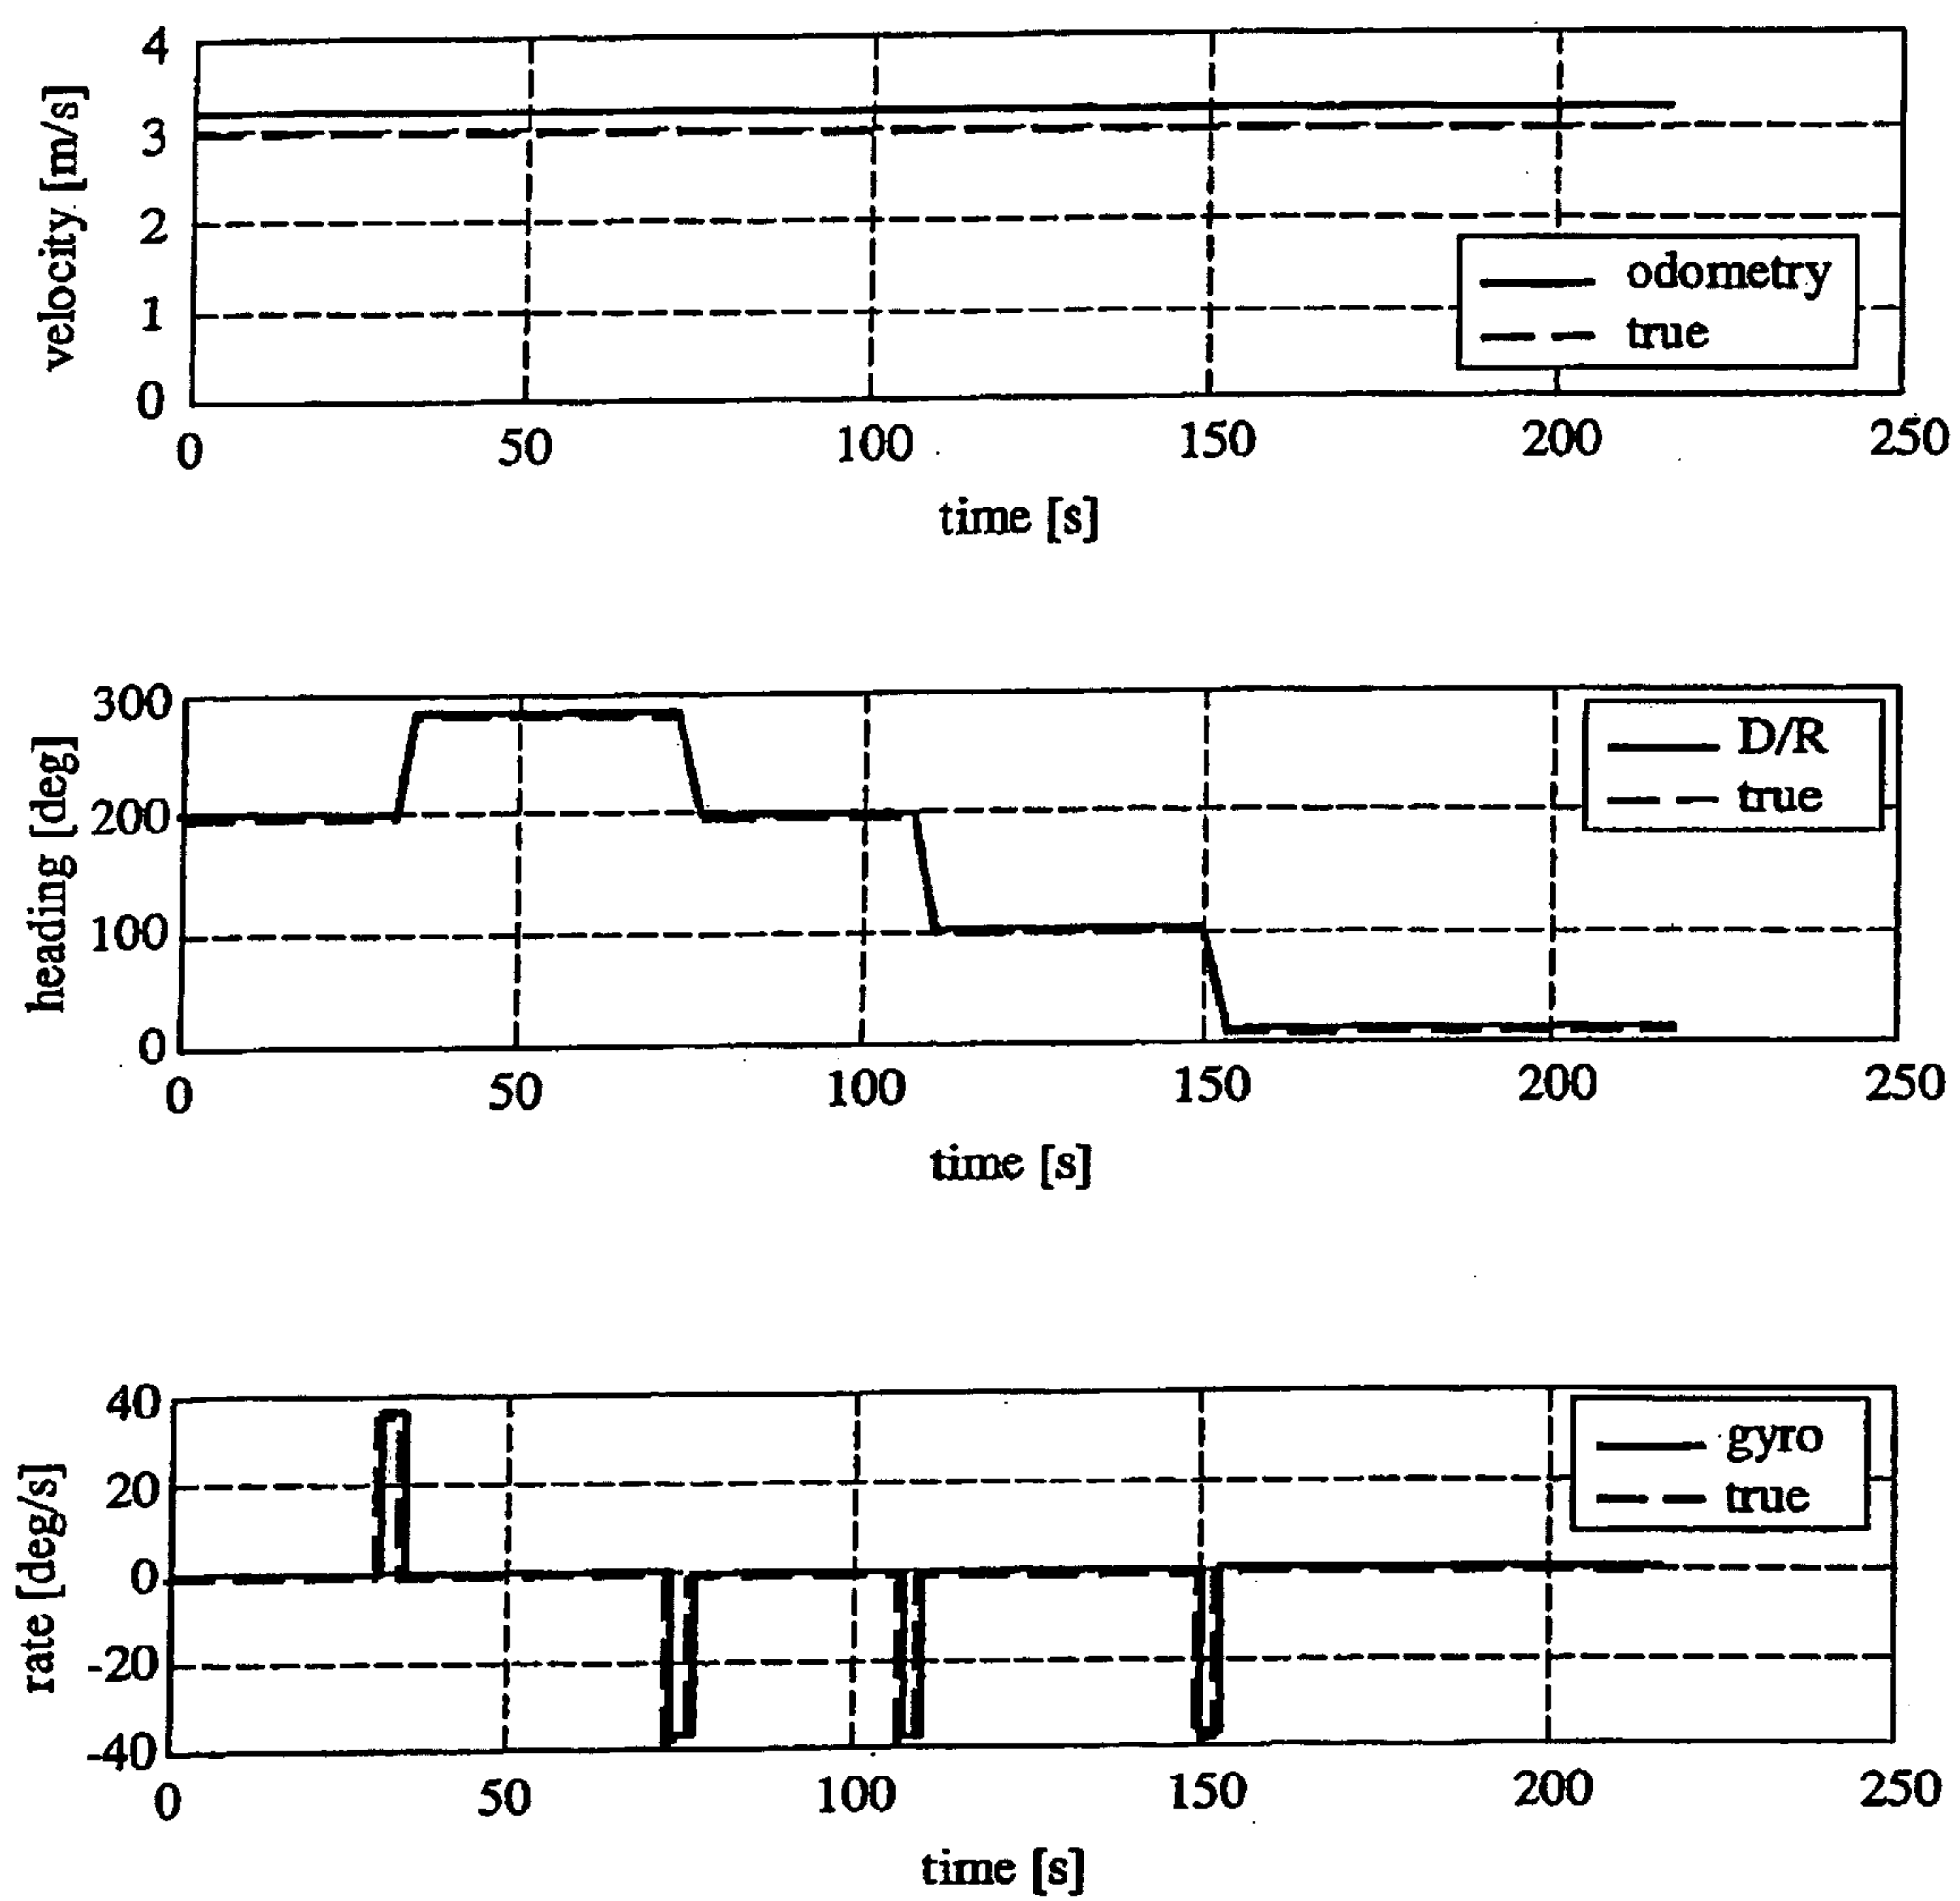 4
3
2
1
0
velocity [m/s]
odometry
true
0 50 100 150 200 250
time [s]
300
200
100
0
heading [deg]
D/R
true
0 50 100 150 200 250
time [s]
40
20
0
-20
-40
rate [deg/s]
gyro
true
0 50 100 150 200 250
time [s]